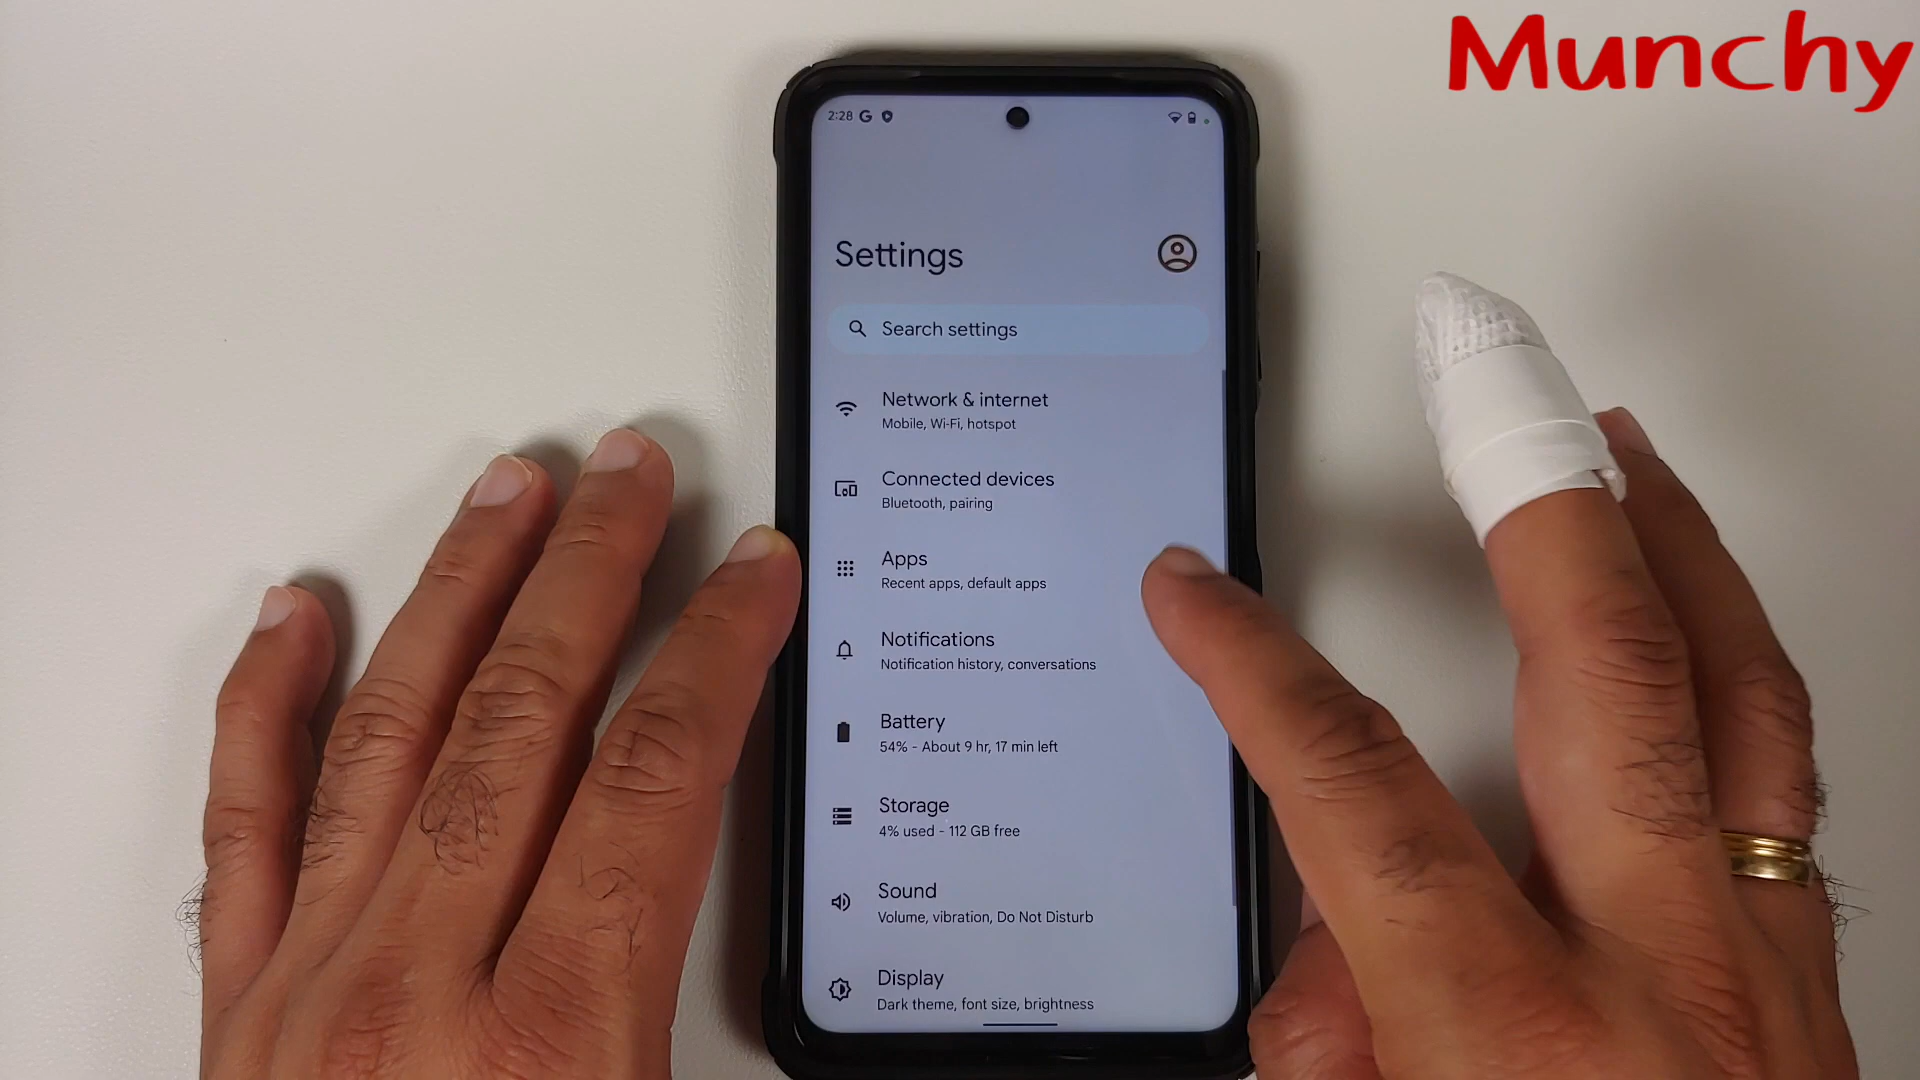 Munchy
2:28
Settings
Search settings
Network & internet
Mobile, Wi-Fi, hotspot
Connected devices
Bluetooth, pairing
Apps
Recent apps, default apps
Notifications
Notification history, conversations
Battery
54% - About 9 hr, 17 min left
Storage
4% used - 112 GB free
Sound
Volume, vibration, Do Not Disturb
Display
Dark theme, font size, brightness